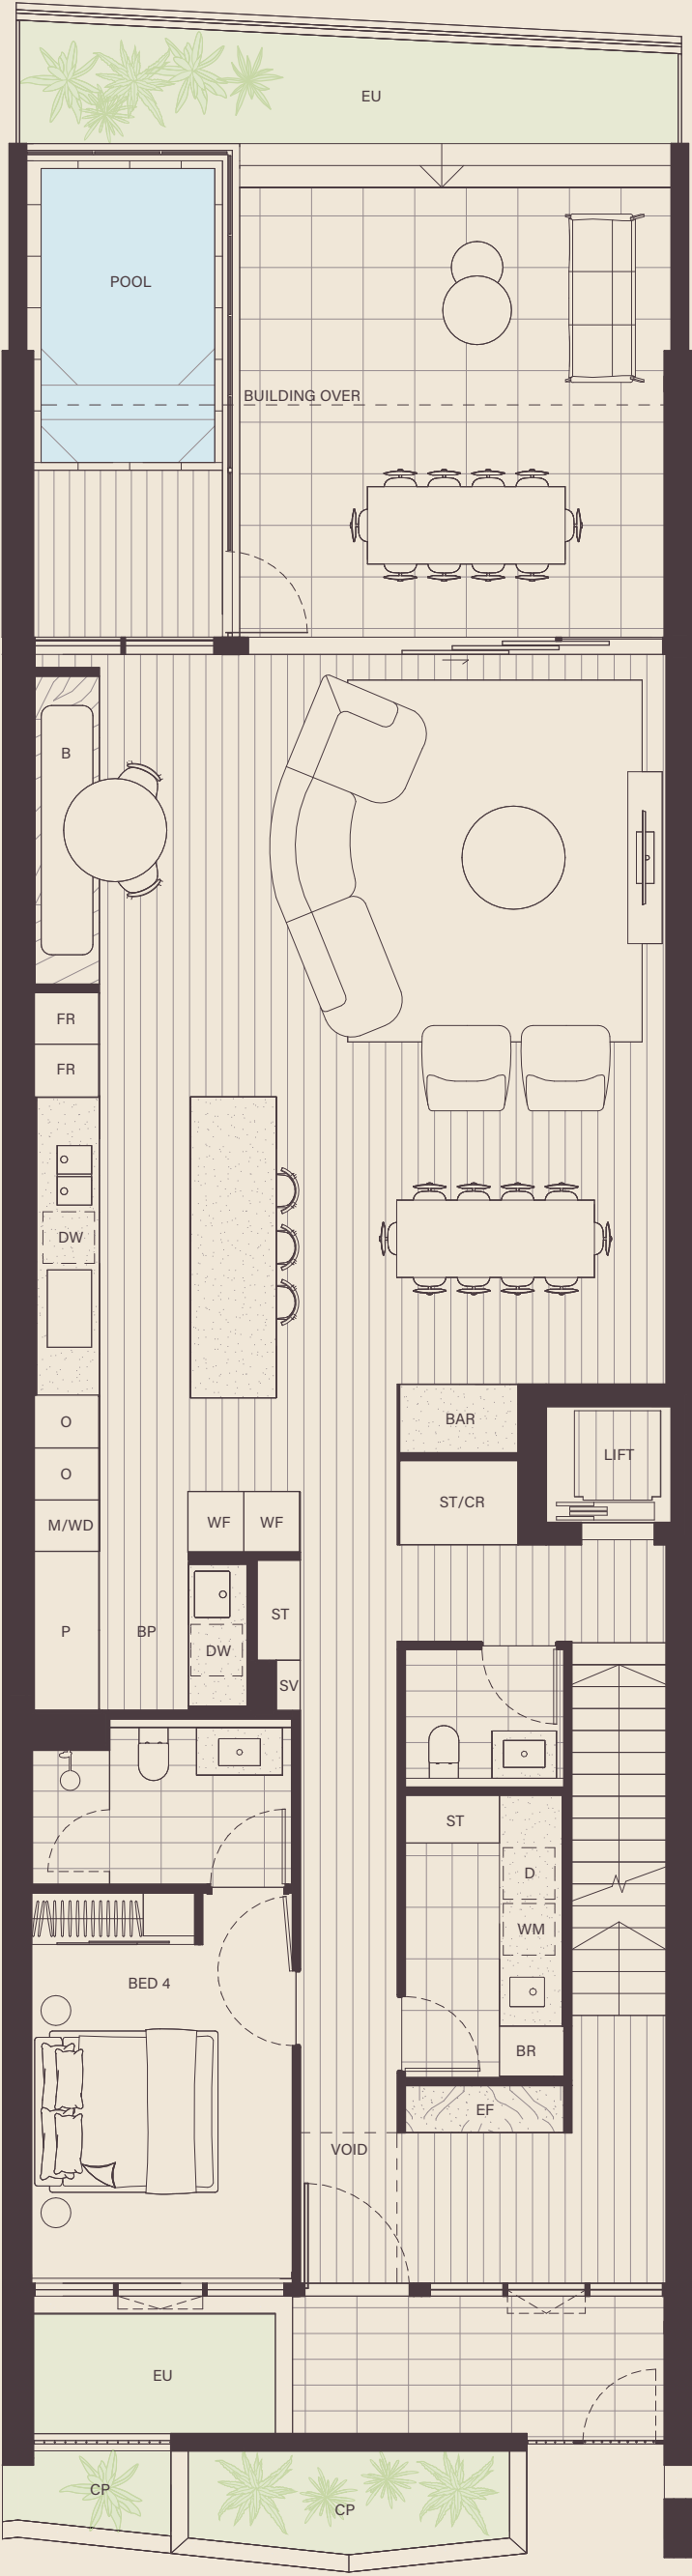 EU
POOL
BUILDING OVER
B
FR
FR
DW
O
O
M/WD
P
BP
BAR
LIFT
ST/CR
WF
WF
ST
DW
SV
ST
D
WM
BED 4
BR
EF
VOID
EU
CP
CP